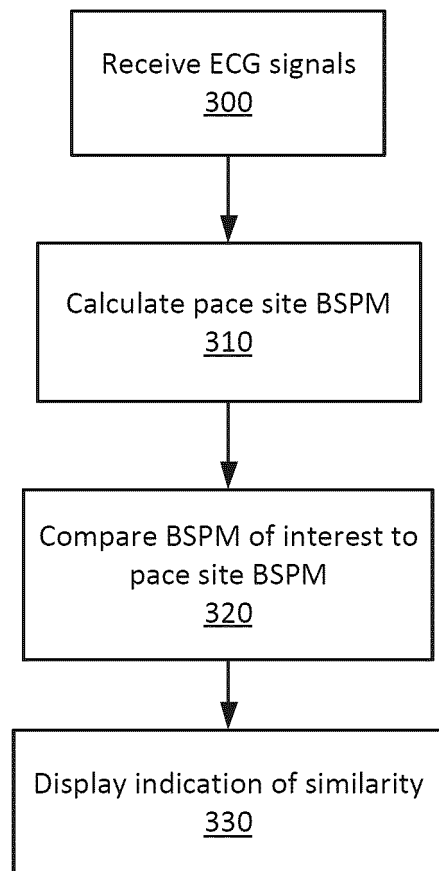 Receive ECG signals
300
Calculate pace site BSPM
310
Compare BSPM of interest to
pace site BSPM
320
Display indication of similarity
330